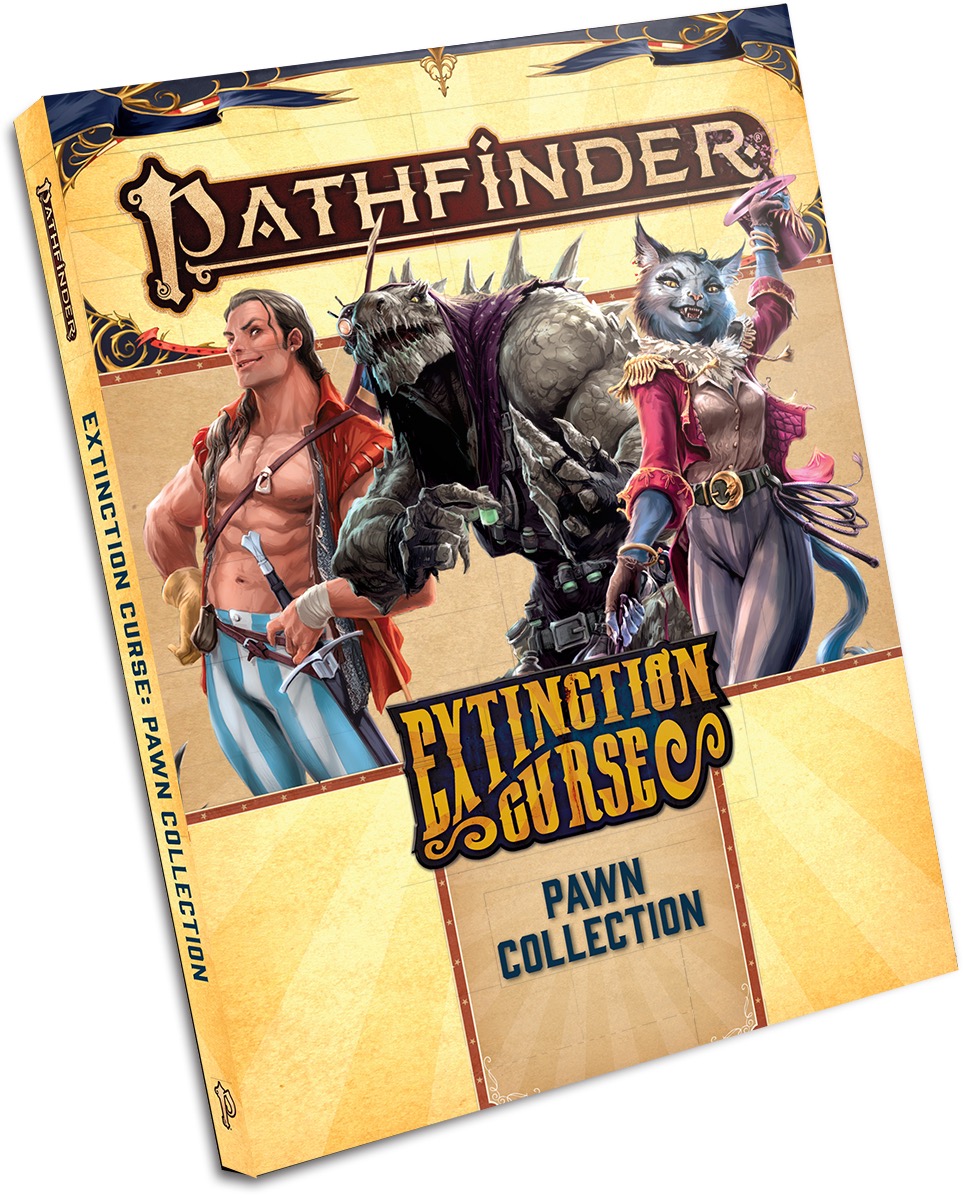 PATHFINDER®
EXTINCTION
CURSE
PAWN
COLLECTION
PATHFINDER
EXTINCTION CURSE: PAWN COLLECTION
P